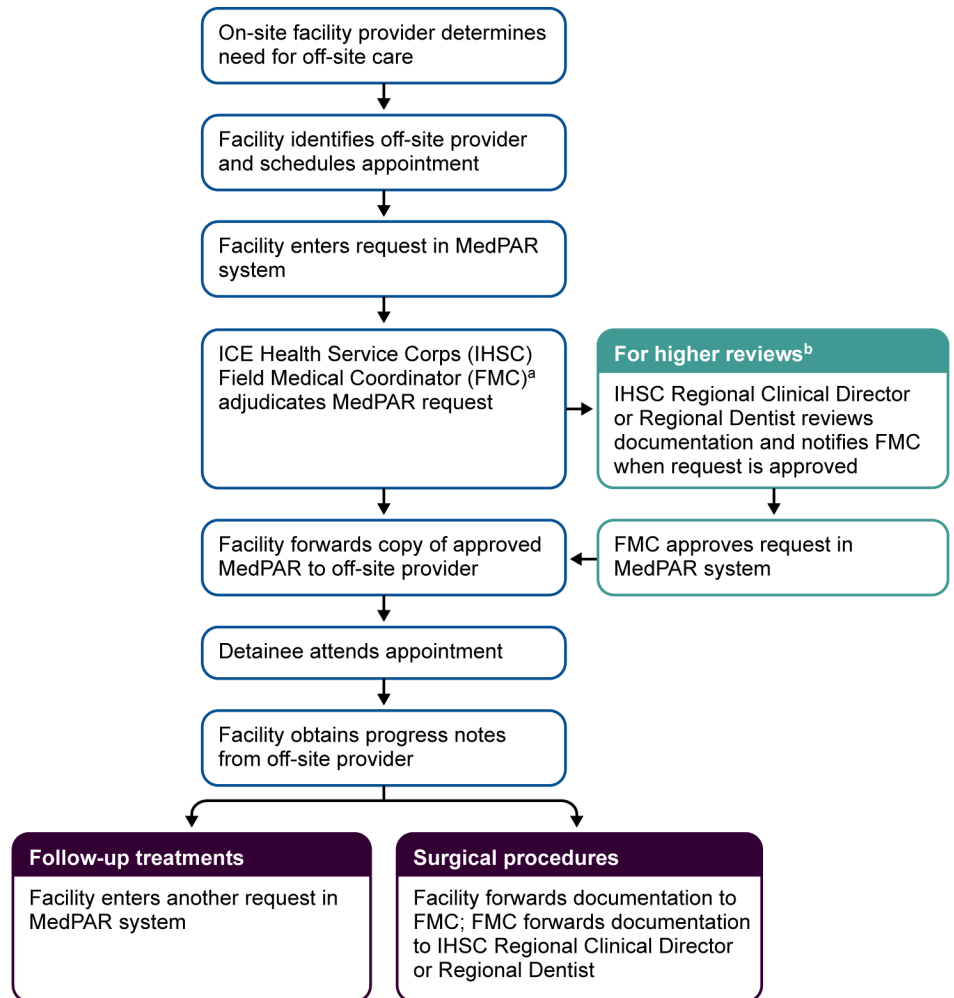 On-site facility provider determines
need for off-site care
Facility identifies off-site provider
and schedules appointment
Facility enters request in MedPAR
system
ICE Health Service Corps (IHSC)
Field Medical Coordinator (FMC)a
adjudicates MedPAR request
For higher reviewsb
IHSC Regional Clinical Director
or Regional Dentist reviews
documentation and notifies FMC
when request is approved
Facility forwards copy of approved
MedPAR to off-site provider
FMC approves request in
MedPAR system
Detainee attends appointment
Facility obtains progress notes
from off-site provider
Follow-up treatments
Facility enters another request in
MedPAR system
Surgical procedures
Facility forwards documentation to
FMC; FMC forwards documentation
to IHSC Regional Clinical Director
or Regional Dentist